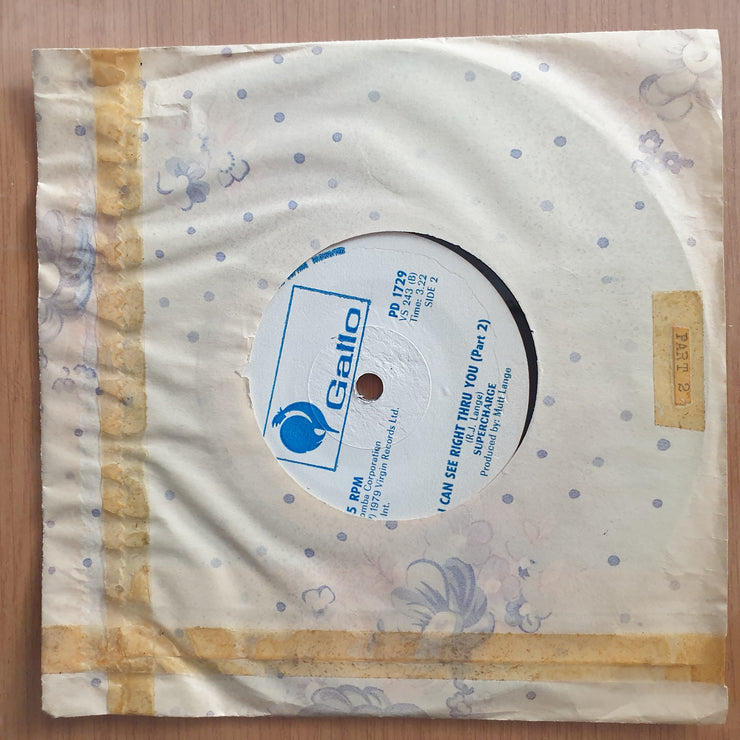 Gallo
PD 1729
VS 243 (B)
Time: 3.22
SIDE 2
5 RPM
omba Corporation
1979 Virgin Records Ltd.
Int.
I CAN SEE RIGHT THRU YOU (Part 2)
(R.J. Lange)
SUPERCHARGE
Produced by: Mutt Lange
PART 2